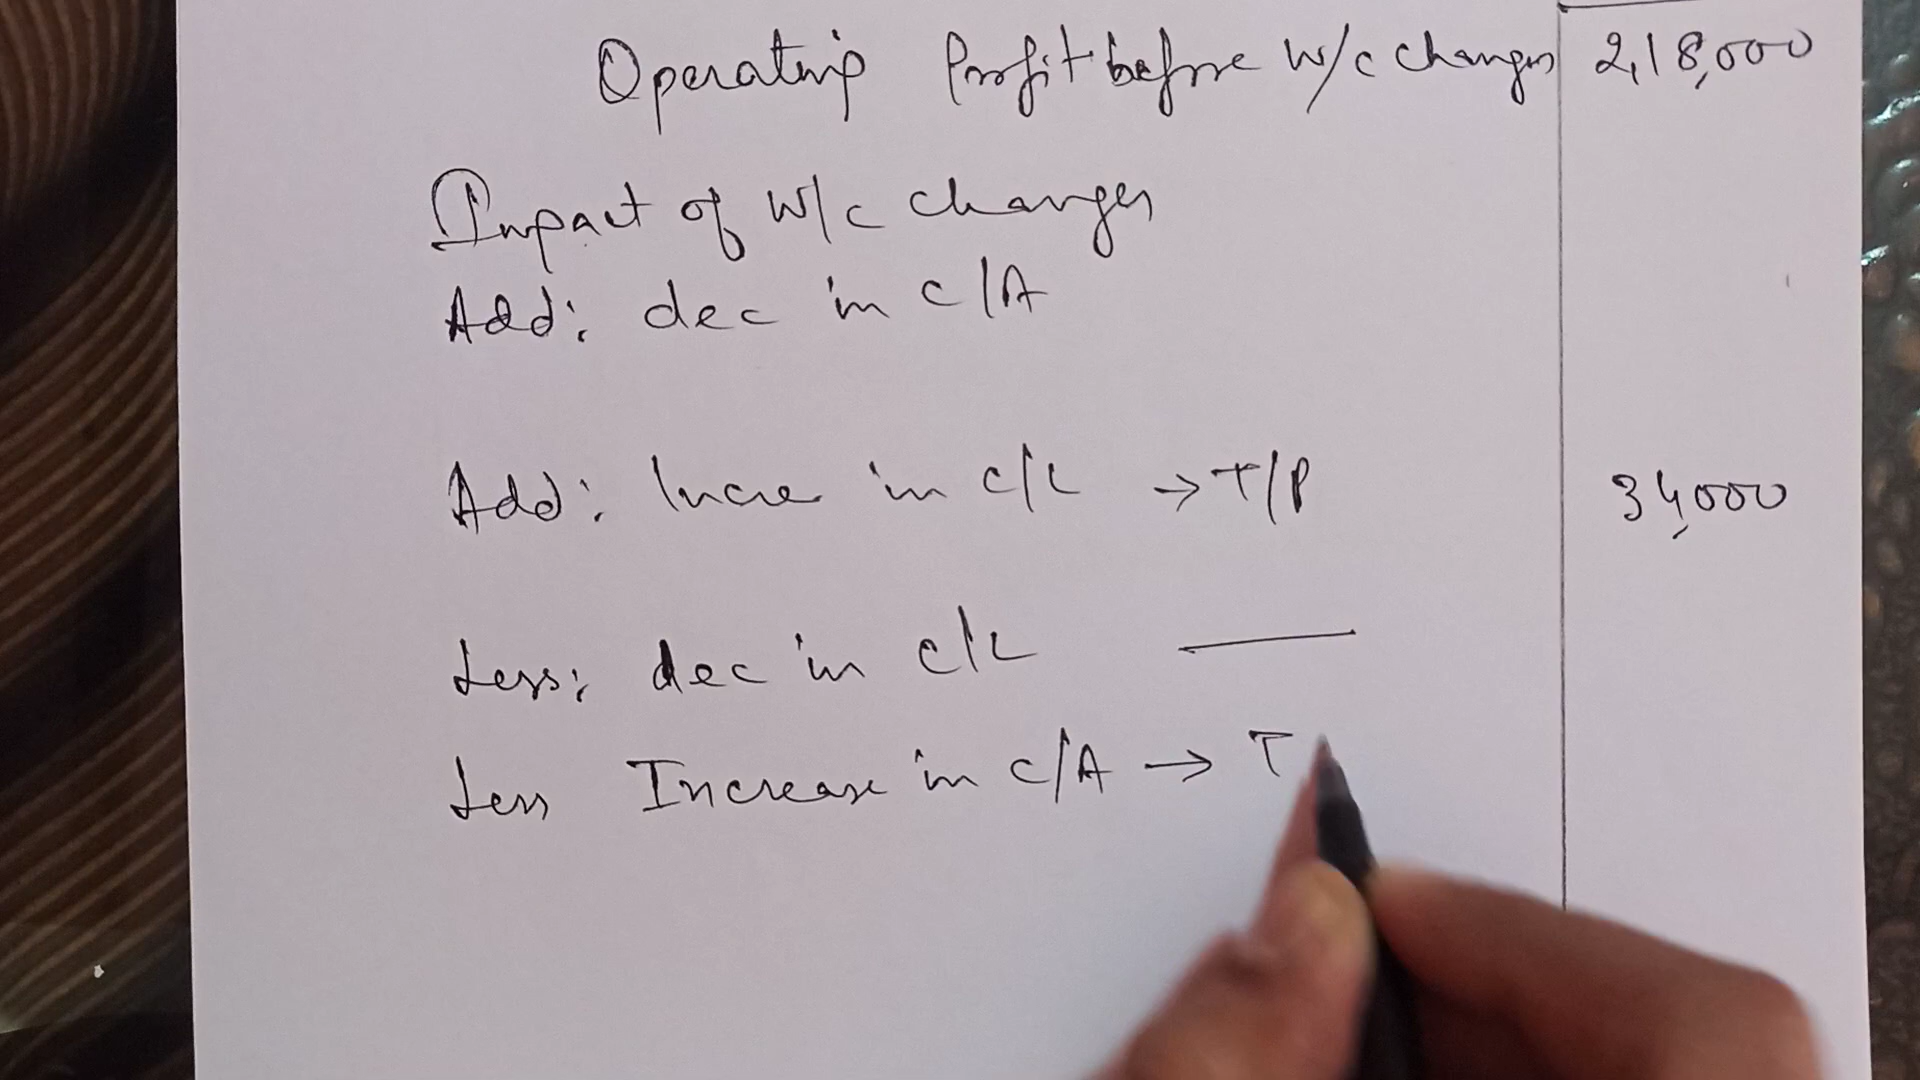 Operating Profit before W/c changes 2,18,000
Impact of W/c changes
Add: dec in C/A
Add: Incre in c/L → T/P 34,000
Less: dec in c/L —
Less Increase in C/A → T